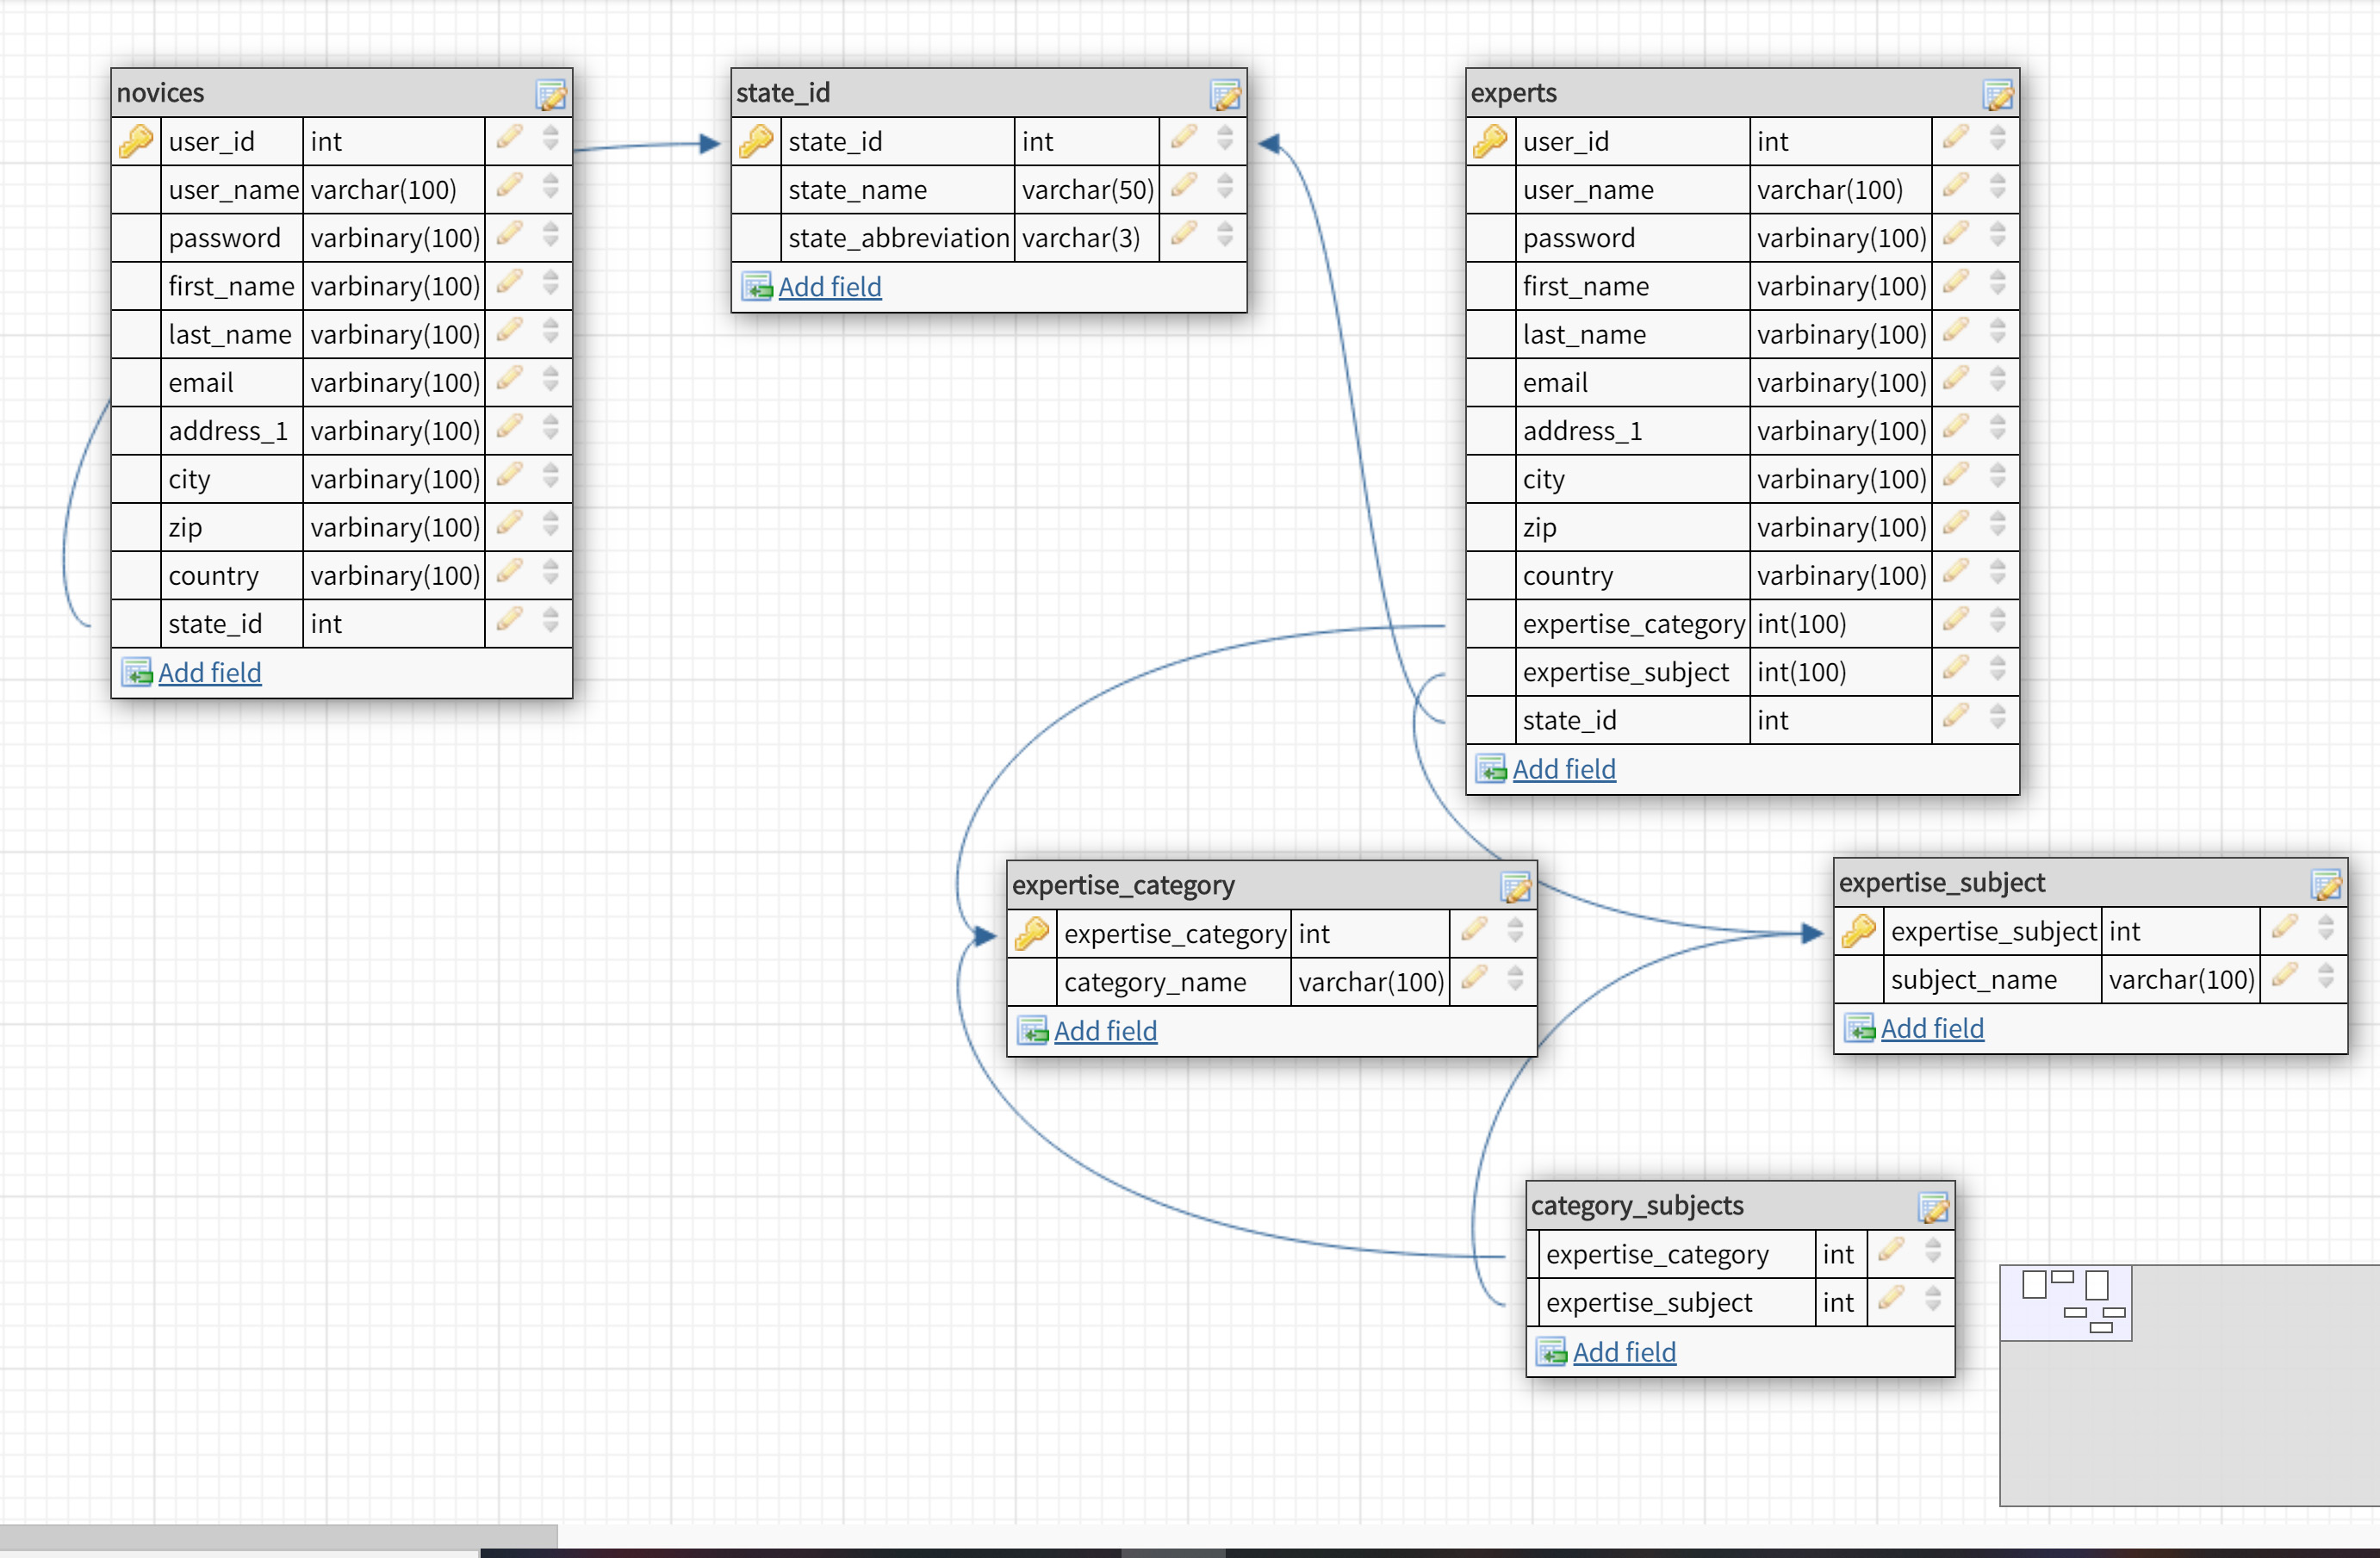 novices
user_id int
user_name varchar(100)
password varbinary(100)
first_name varbinary(100)
last_name varbinary(100)
email varbinary(100)
address_1 varbinary(100)
city varbinary(100)
zip varbinary(100)
country varbinary(100)
state_id int
Add field
state_id
state_id int
state_name varchar(50)
state_abbreviation varchar(3)
Add field
experts
user_id int
user_name varchar(100)
password varbinary(100)
first_name varbinary(100)
last_name varbinary(100)
email varbinary(100)
address_1 varbinary(100)
city varbinary(100)
zip varbinary(100)
country varbinary(100)
expertise_category int(100)
expertise_subject int(100)
state_id int
Add field
expertise_category
expertise_category int
category_name varchar(100)
Add field
expertise_subject
expertise_subject int
subject_name varchar(100)
Add field
category_subjects
expertise_category int
expertise_subject int
Add field